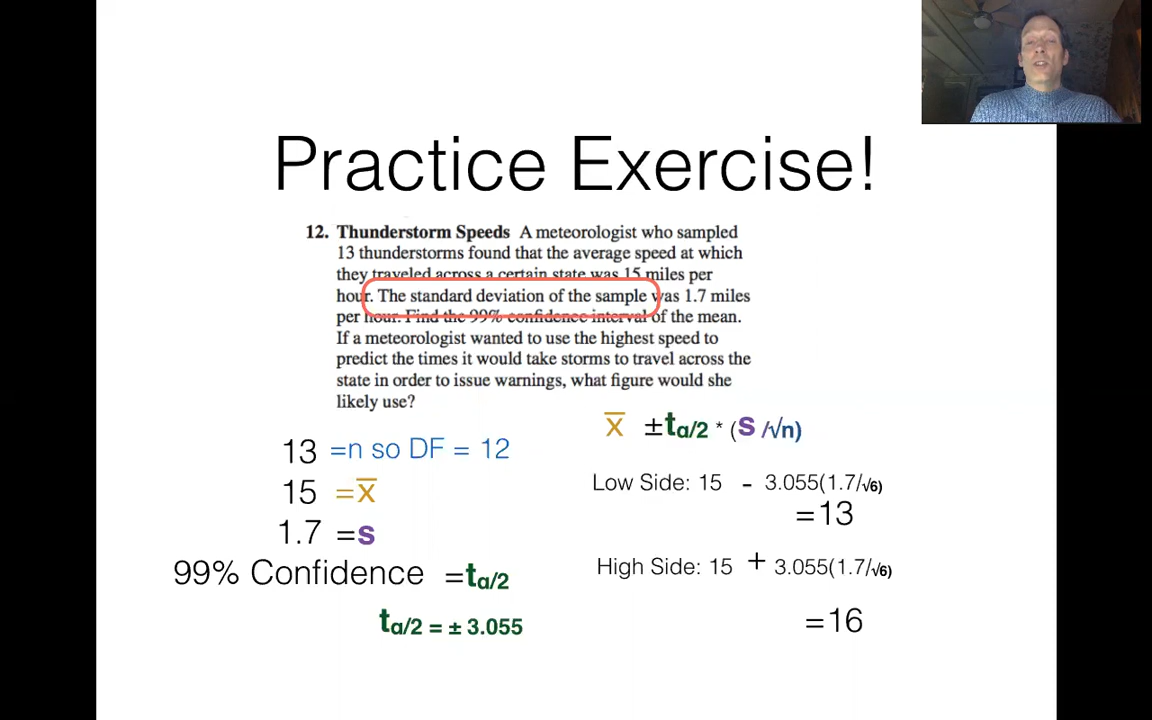 Practice Exercise!
12. Thunderstorm Speeds A meteorologist who sampled
13 thunderstorms found that the average speed at which
they traveled across a certain state was 15 miles per
hour. The standard deviation of the sample was 1.7 miles
per hour. Find the 99% confidence interval of the mean.
If a meteorologist wanted to use the highest speed to
predict the times it would take storms to travel across the
state in order to issue warnings, what figure would she
likely use?
13 =n so DF = 12
15 =x̅
1.7 =s
99% Confidence =tα/2
tα/2 = ± 3.055
x̅ ±tα/2 * (s /√n)
Low Side: 15 - 3.055(1.7/√6)
=13
High Side: 15 + 3.055(1.7/√6)
=16